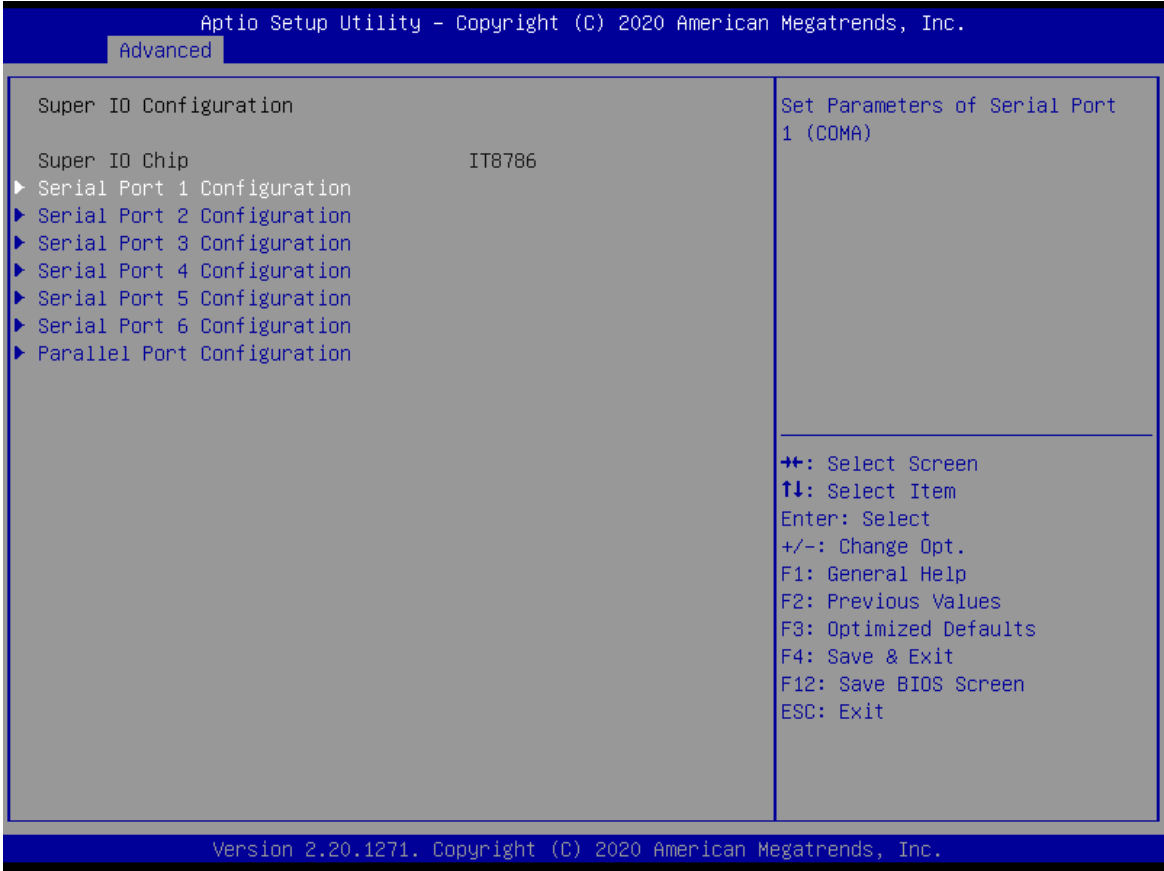 Aptio Setup Utility – Copyright (C) 2020 American Megatrends, Inc.
Advanced
Super IO Configuration
Super IO Chip IT8786
▶ Serial Port 1 Configuration
▶ Serial Port 2 Configuration
▶ Serial Port 3 Configuration
▶ Serial Port 4 Configuration
▶ Serial Port 5 Configuration
▶ Serial Port 6 Configuration
▶ Parallel Port Configuration
Set Parameters of Serial Port
1 (COMA)
→←: Select Screen
↑↓: Select Item
Enter: Select
+/-: Change Opt.
F1: General Help
F2: Previous Values
F3: Optimized Defaults
F4: Save & Exit
F12: Save BIOS Screen
ESC: Exit
Version 2.20.1271. Copyright (C) 2020 American Megatrends, Inc.